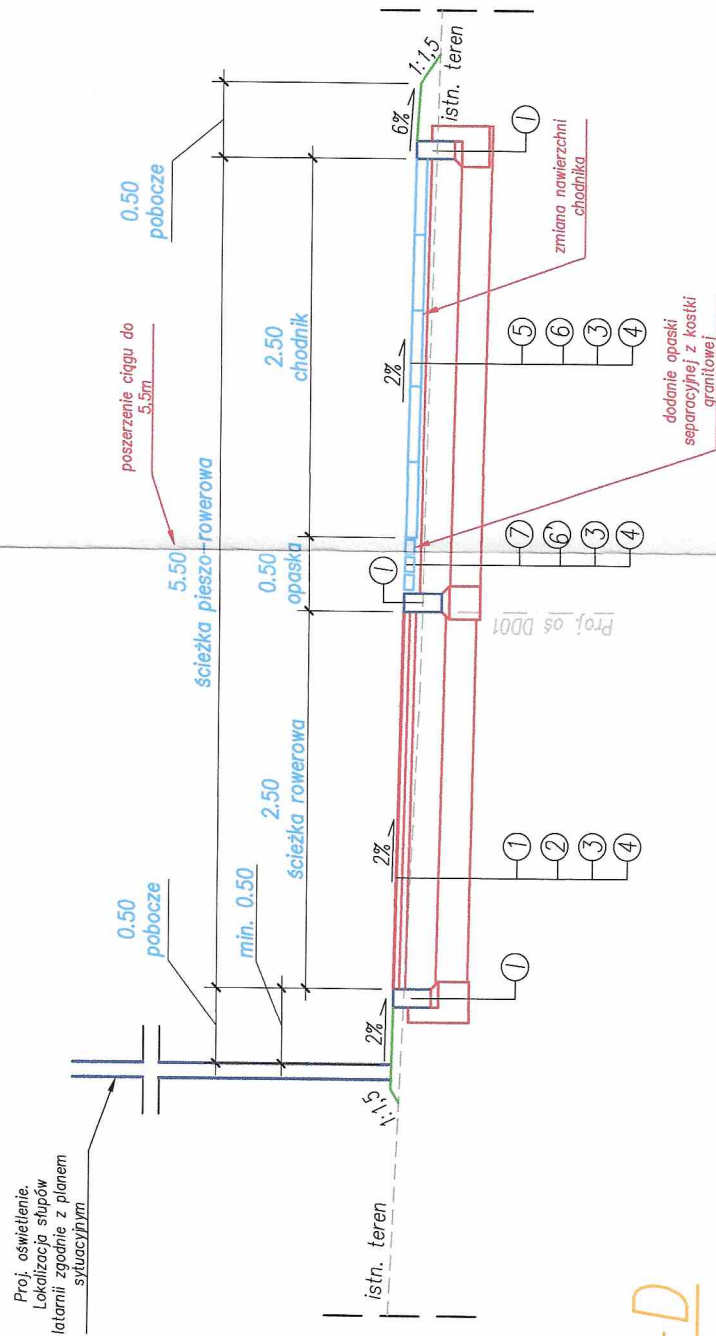 Proj. oświetlenie.
Lokalizacja słupów
latarnii zgodnie z planem
sytuacyjnym
0.50
pobocze
min. 0.50
poszerzenie ciągu do
5,5m
5.50
ścieżka pieszo-rowerowa
0.50
pobocze
2.50
ścieżka rowerowa
0.50
opaska
2.50
chodnik
istn. teren
1:1,5
2%
2%
2%
6%
1:1,5
istn. teren
I
I
I
Proj. oś DD01
1
2
3
4
7
6'
3
4
5
6
3
4
zmiana nawierzchni
chodnika
dodanie opaski
separacyjnej z kostki
granitowej
-D